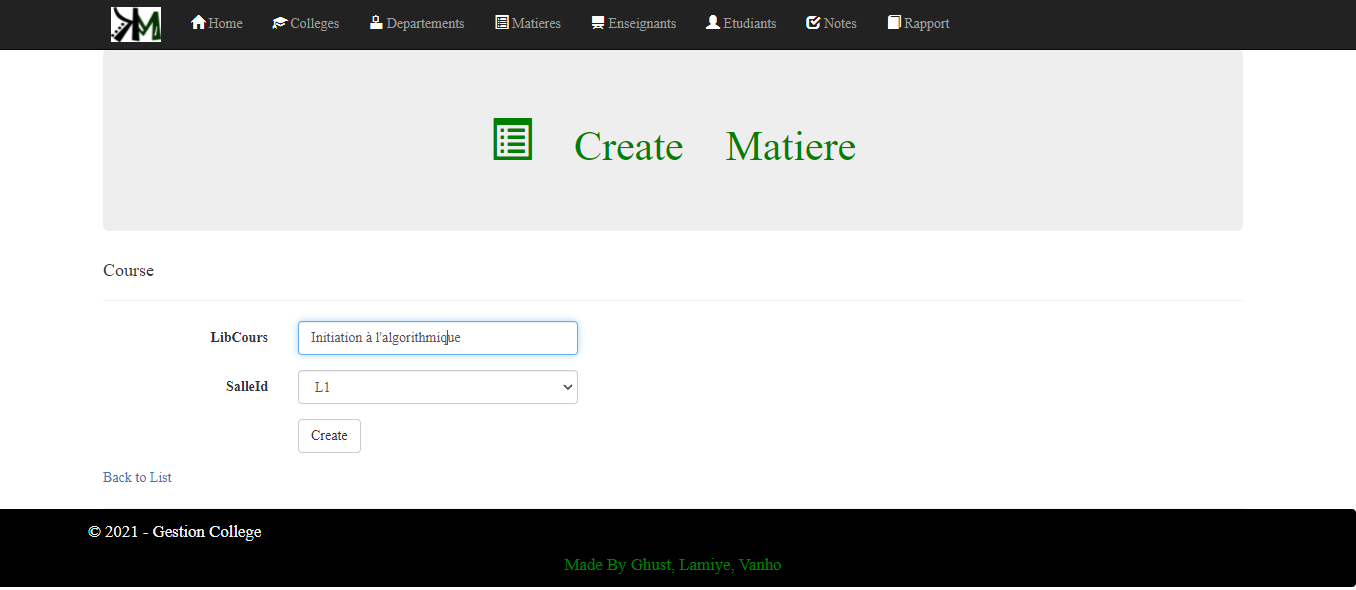 KM Home Colleges Departements Matieres Enseignants Etudiants Notes Rapport
Create Matiere
Course
LibCours Initiation à l'algorithmique
SalleId L1
Create
Back to List
© 2021 - Gestion College
Made By Ghust, Lamiye, Vanho